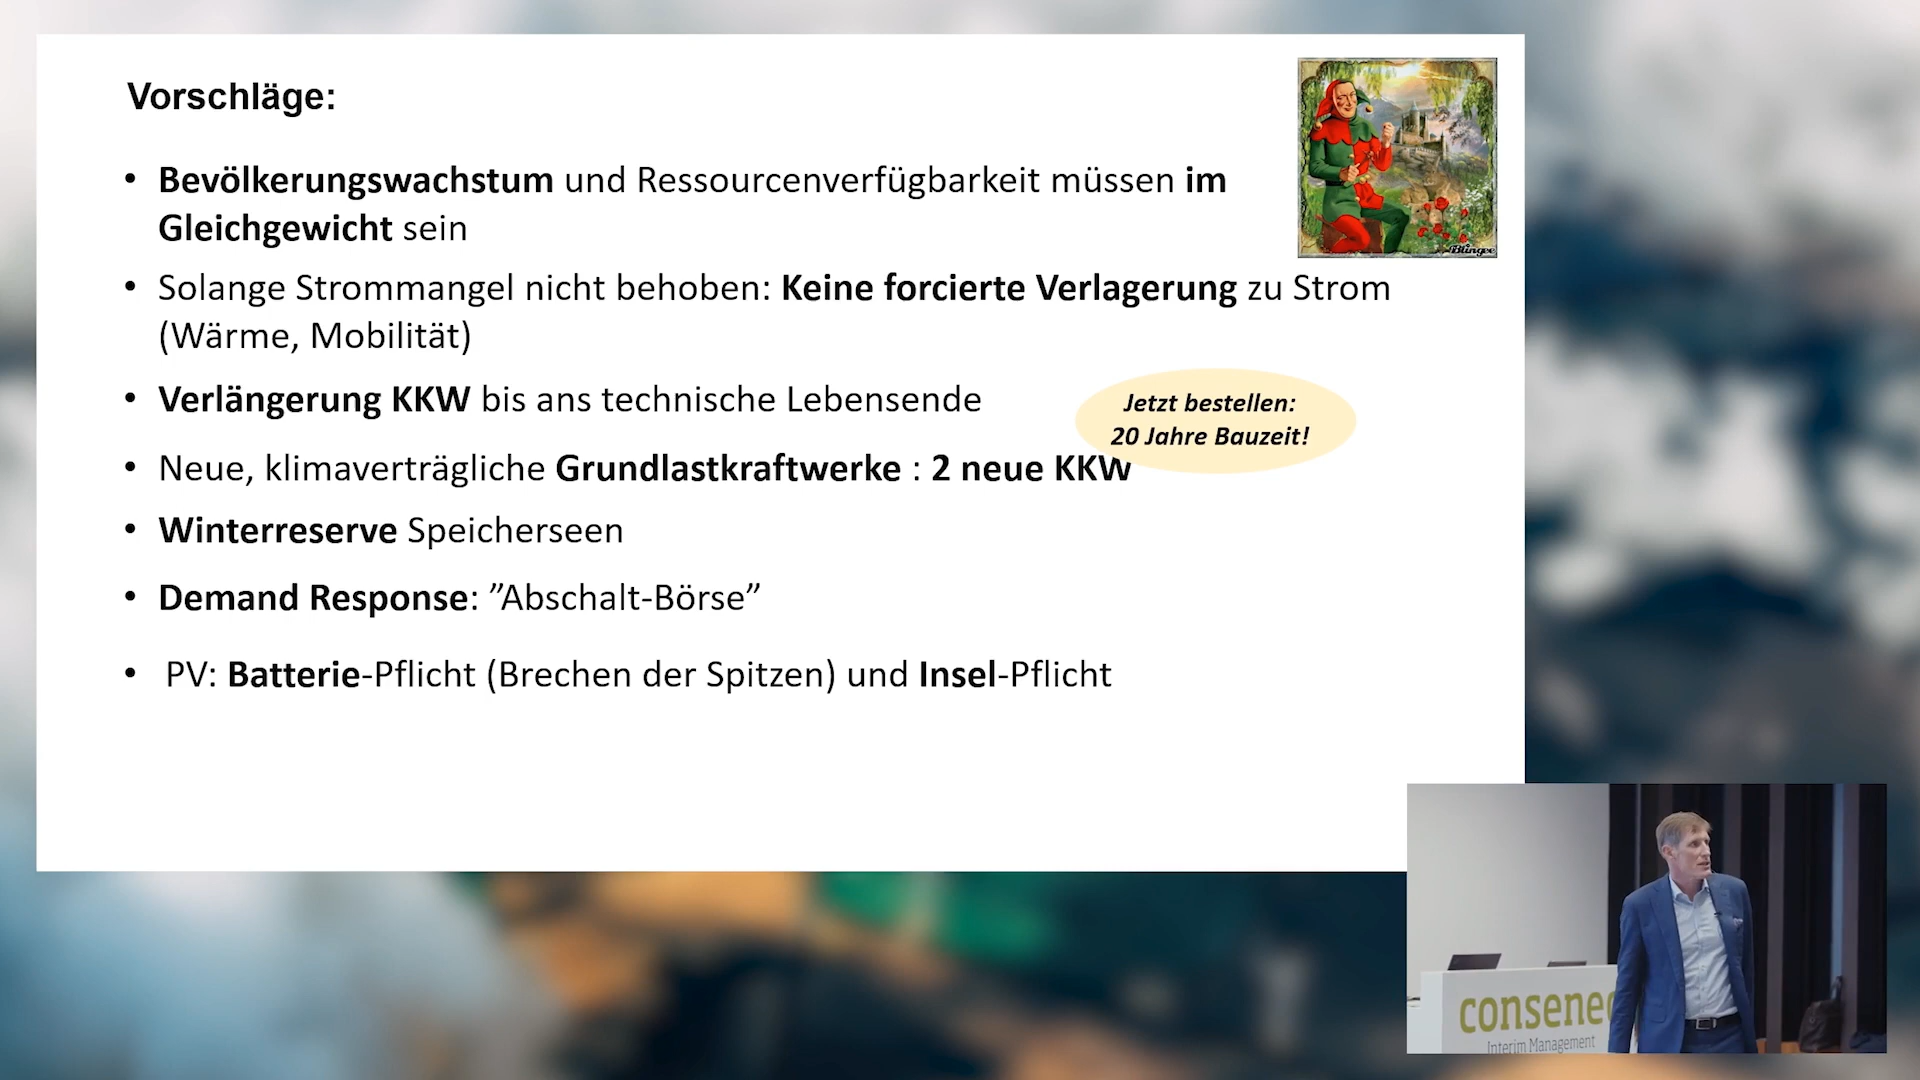 Vorschläge:
• Bevölkerungswachstum und Ressourcenverfügbarkeit müssen im
Gleichgewicht sein
• Solange Strommangel nicht behoben: Keine forcierte Verlagerung zu Strom
(Wärme, Mobilität)
• Verlängerung KKW bis ans technische Lebensende
Jetzt bestellen:
20 Jahre Bauzeit!
• Neue, klimaverträgliche Grundlastkraftwerke : 2 neue KKW
• Winterreserve Speicherseen
• Demand Response: ”Abschalt-Börse”
• PV: Batterie-Pflicht (Brechen der Spitzen) und Insel-Pflicht
Blingee
consenec
Interim Management